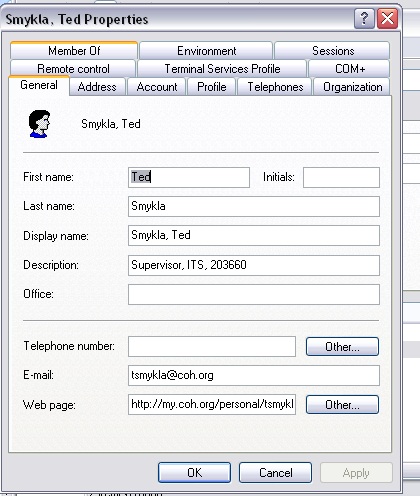 Smykla, Ted Properties
Member Of Environment Sessions
Remote control Terminal Services Profile COM+
General Address Account Profile Telephones Organization
Smykla, Ted
First name: Ted Initials:
Last name: Smykla
Display name: Smykla, Ted
Description: Supervisor, ITS, 203660
Office:
Telephone number: Other...
E-mail: tsmykla@coh.org
Web page: http://my.coh.org/personal/tsmykl Other...
OK Cancel Apply